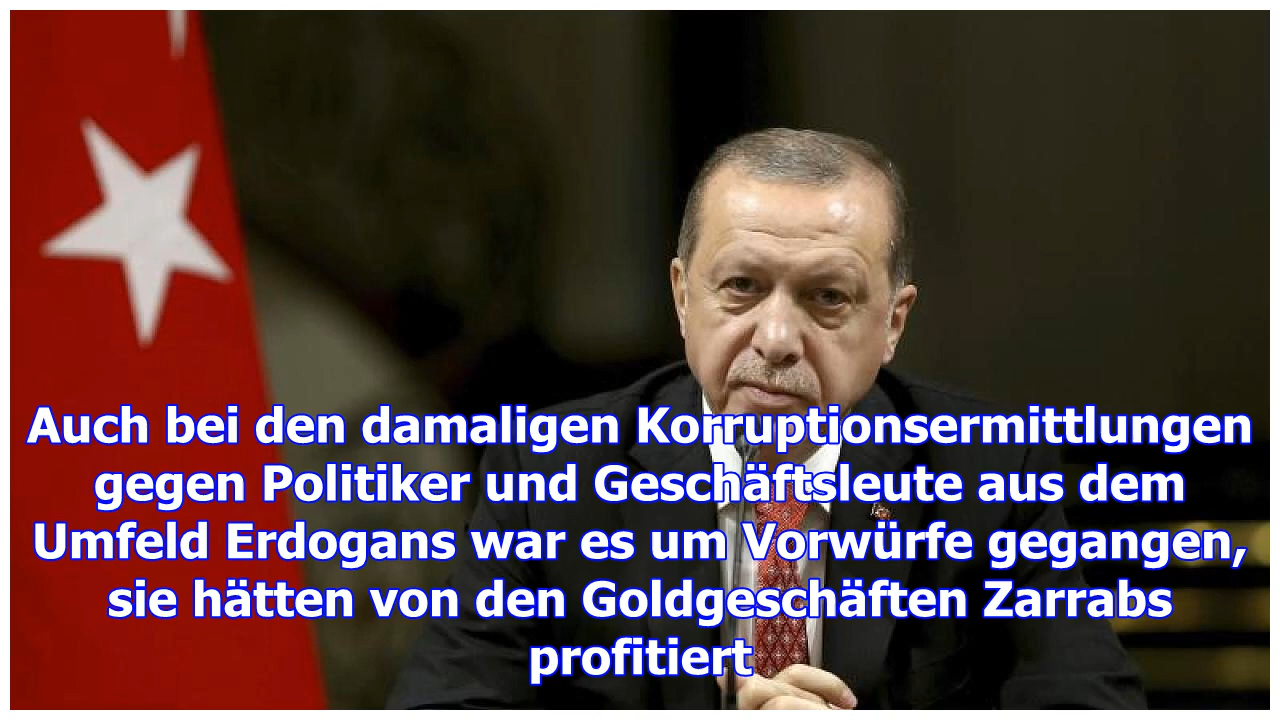 Auch bei den damaligen Korruptionsermittlungen
gegen Politiker und Geschäftsleute aus dem
Umfeld Erdogans war es um Vorwürfe gegangen,
sie hätten von den Goldgeschäften Zarrabs
profitiert